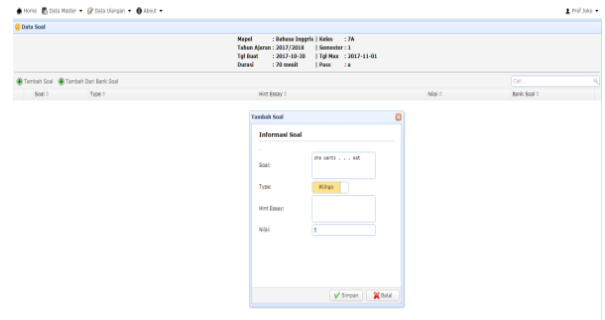 Home Data Master Data Ulangan About Prof Joko
Data Soal
Mapel : Bahasa Inggris | Kelas : 7A
Tahun Ajaran : 2017/2018 | Semester : 1
Tgl Buat : 2017-10-30 | Tgl Max : 2017-11-01
Durasi : 70 menit | Pass : a
Tambah Soal Tambah Dari Bank Soal Cari...
Soal Type Hint Essay Nilai Bank Soal
Tambah Soal
Informasi Soal
Soal: she wants . . . eat
Type:
Hint Essay:
Nilai: 5
Simpan Batal